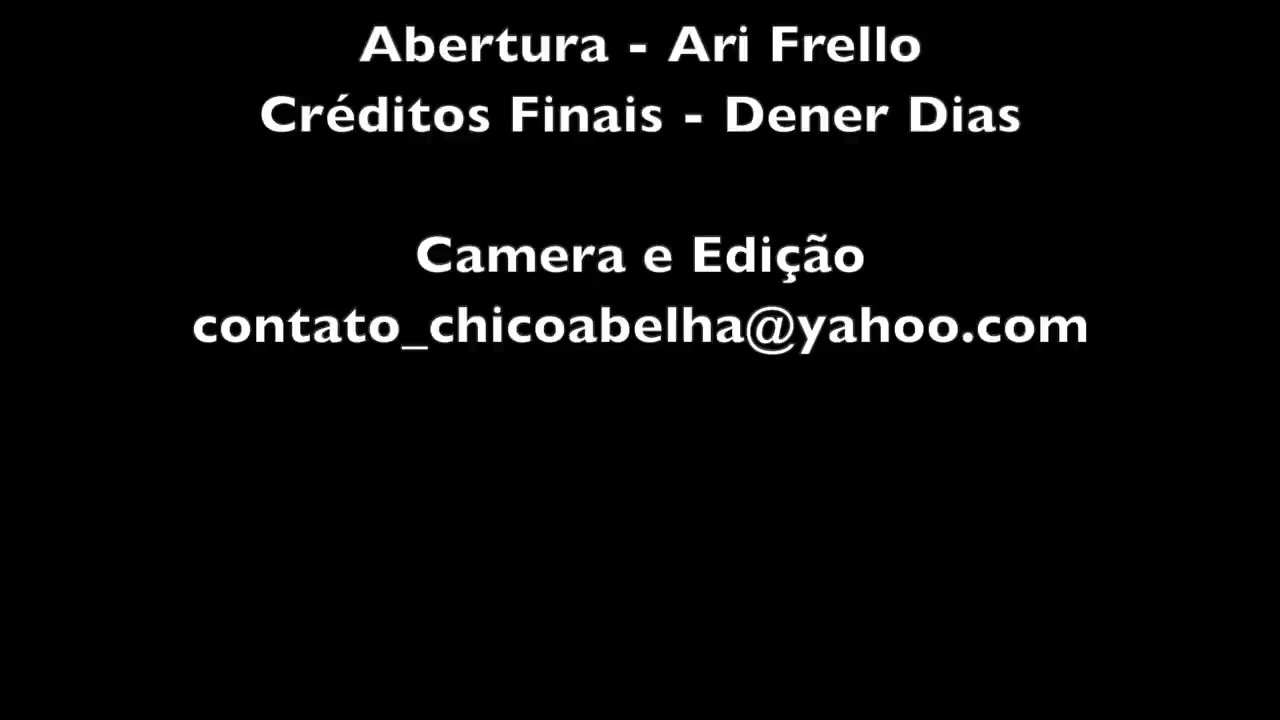 Abertura - Ari Frello
Créditos Finais - Dener Dias
Camera e Edição
contato_chicoabelha@yahoo.com